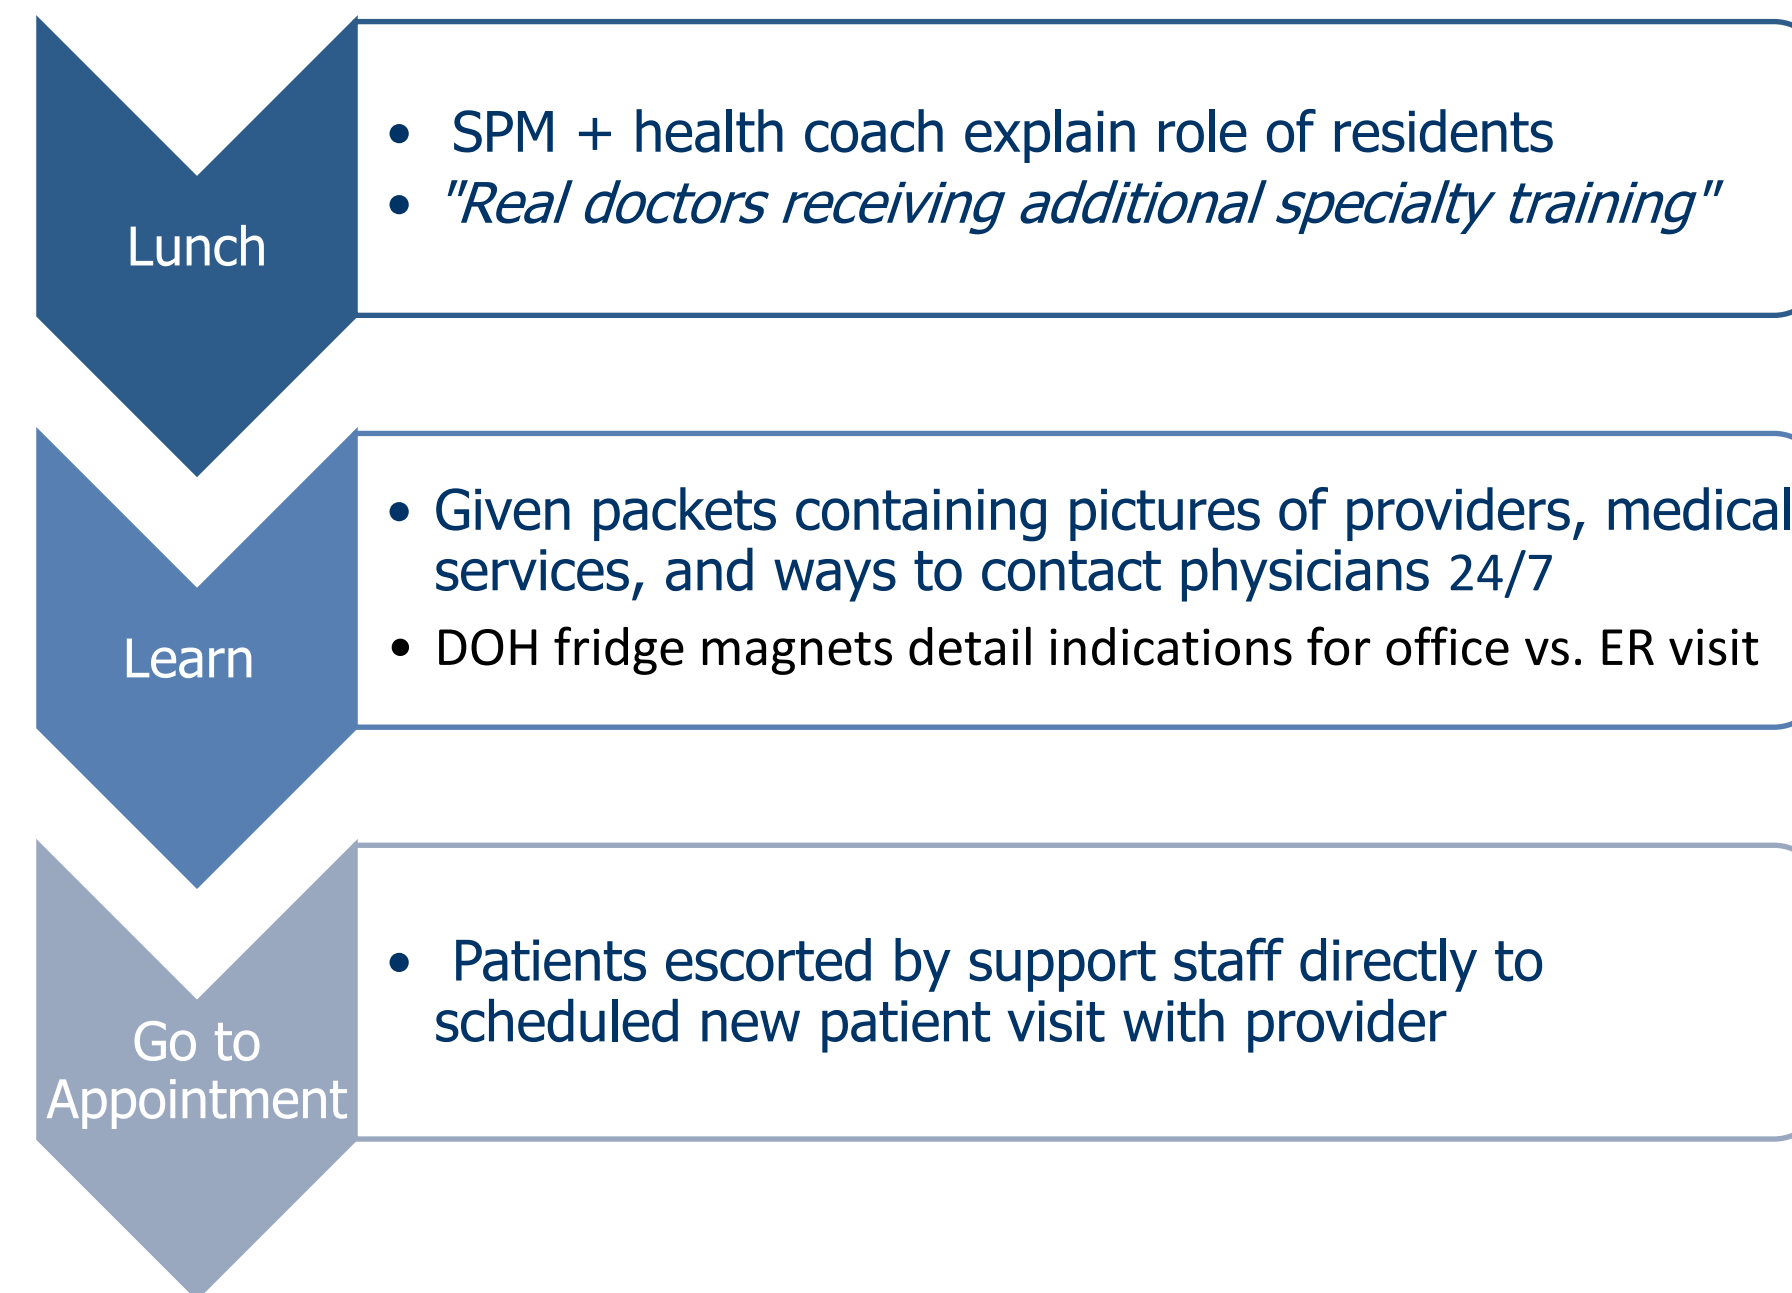 Lunch
• SPM + health coach explain role of residents
• "Real doctors receiving additional specialty training"
Learn
• Given packets containing pictures of providers, medical
services, and ways to contact physicians 24/7
• DOH fridge magnets detail indications for office vs. ER visit
Go to
Appointment
• Patients escorted by support staff directly to
scheduled new patient visit with provider